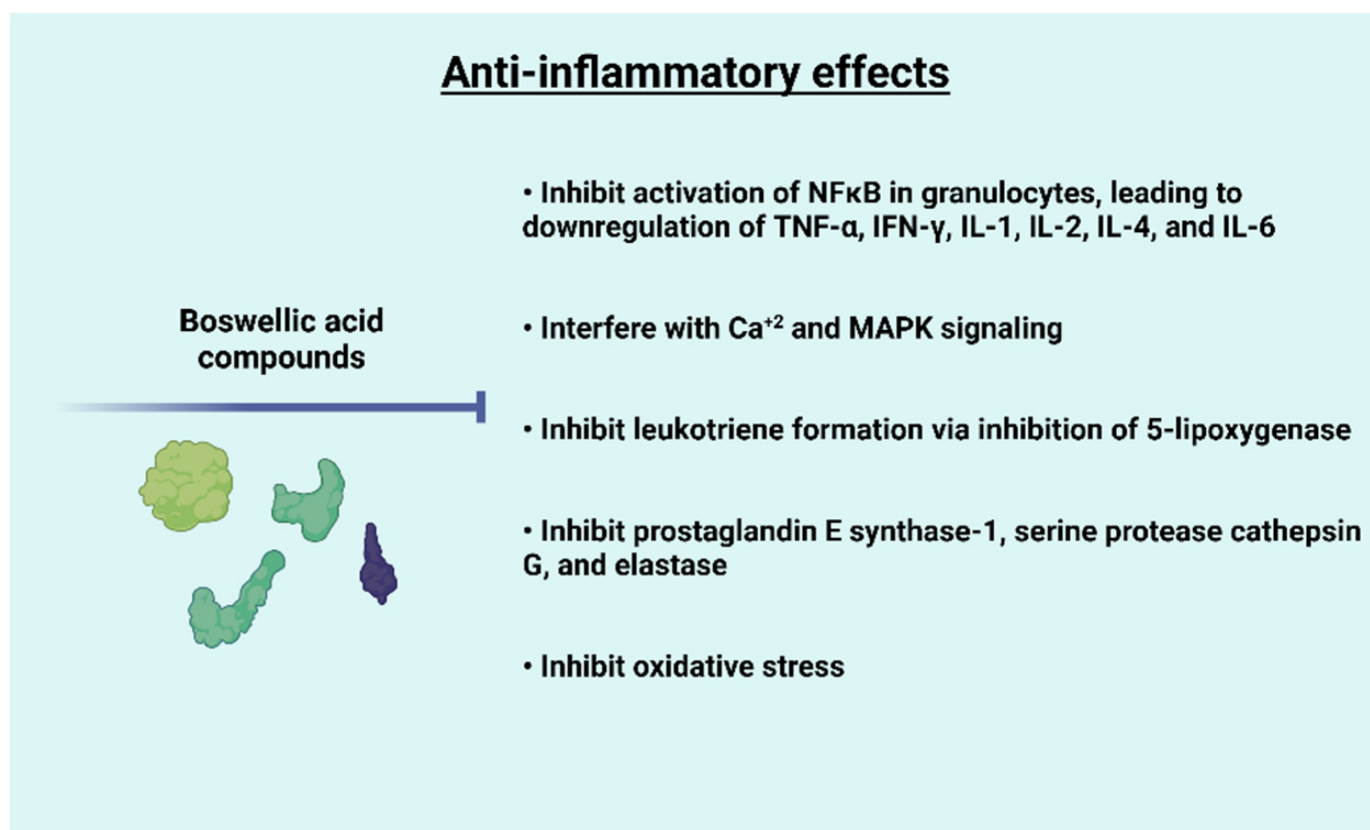 Anti-inflammatory effects
• Inhibit activation of NFκB in granulocytes, leading to
downregulation of TNF-α, IFN-γ, IL-1, IL-2, IL-4, and IL-6
Boswellic acid
compounds
• Interfere with Ca⁺² and MAPK signaling
• Inhibit leukotriene formation via inhibition of 5-lipoxygenase
• Inhibit prostaglandin E synthase-1, serine protease cathepsin
G, and elastase
• Inhibit oxidative stress